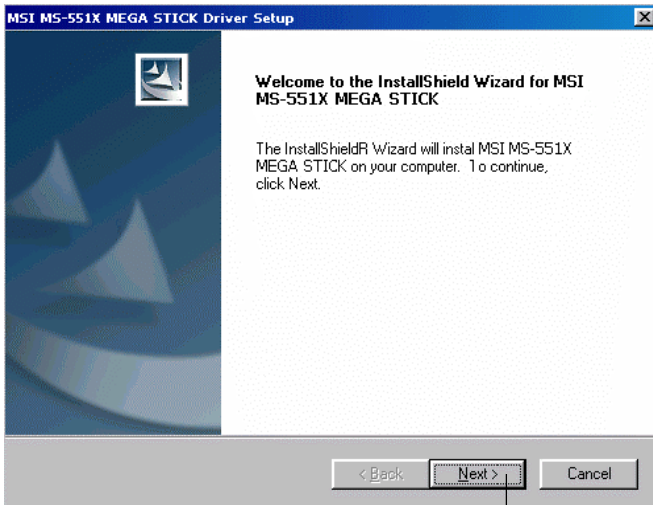 MSI MS-551X MEGA STICK Driver Setup
Welcome to the InstallShield Wizard for MSI
MS-551X MEGA STICK
The InstallShieldR Wizard will instal MSI MS-551X
MEGA STICK on your computer. 1o continue,
click Next.
< Back
Next >
Cancel